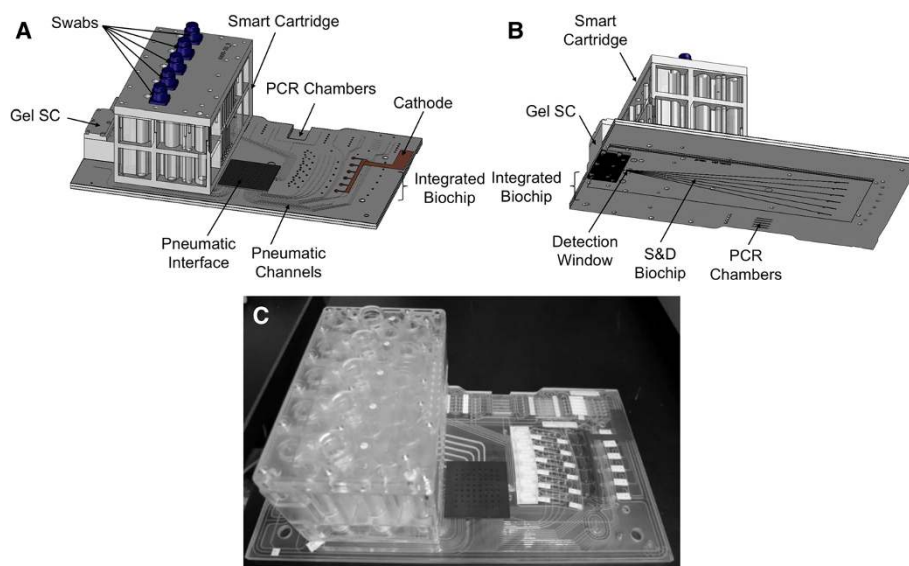 A
Swabs
Smart Cartridge
PCR Chambers
Cathode
Gel SC
Integrated
Biochip
Pneumatic
Interface
Pneumatic
Channels
B
Smart
Cartridge
Gel SC
Integrated
Biochip
Detection
Window
S&D
Biochip
PCR
Chambers
C